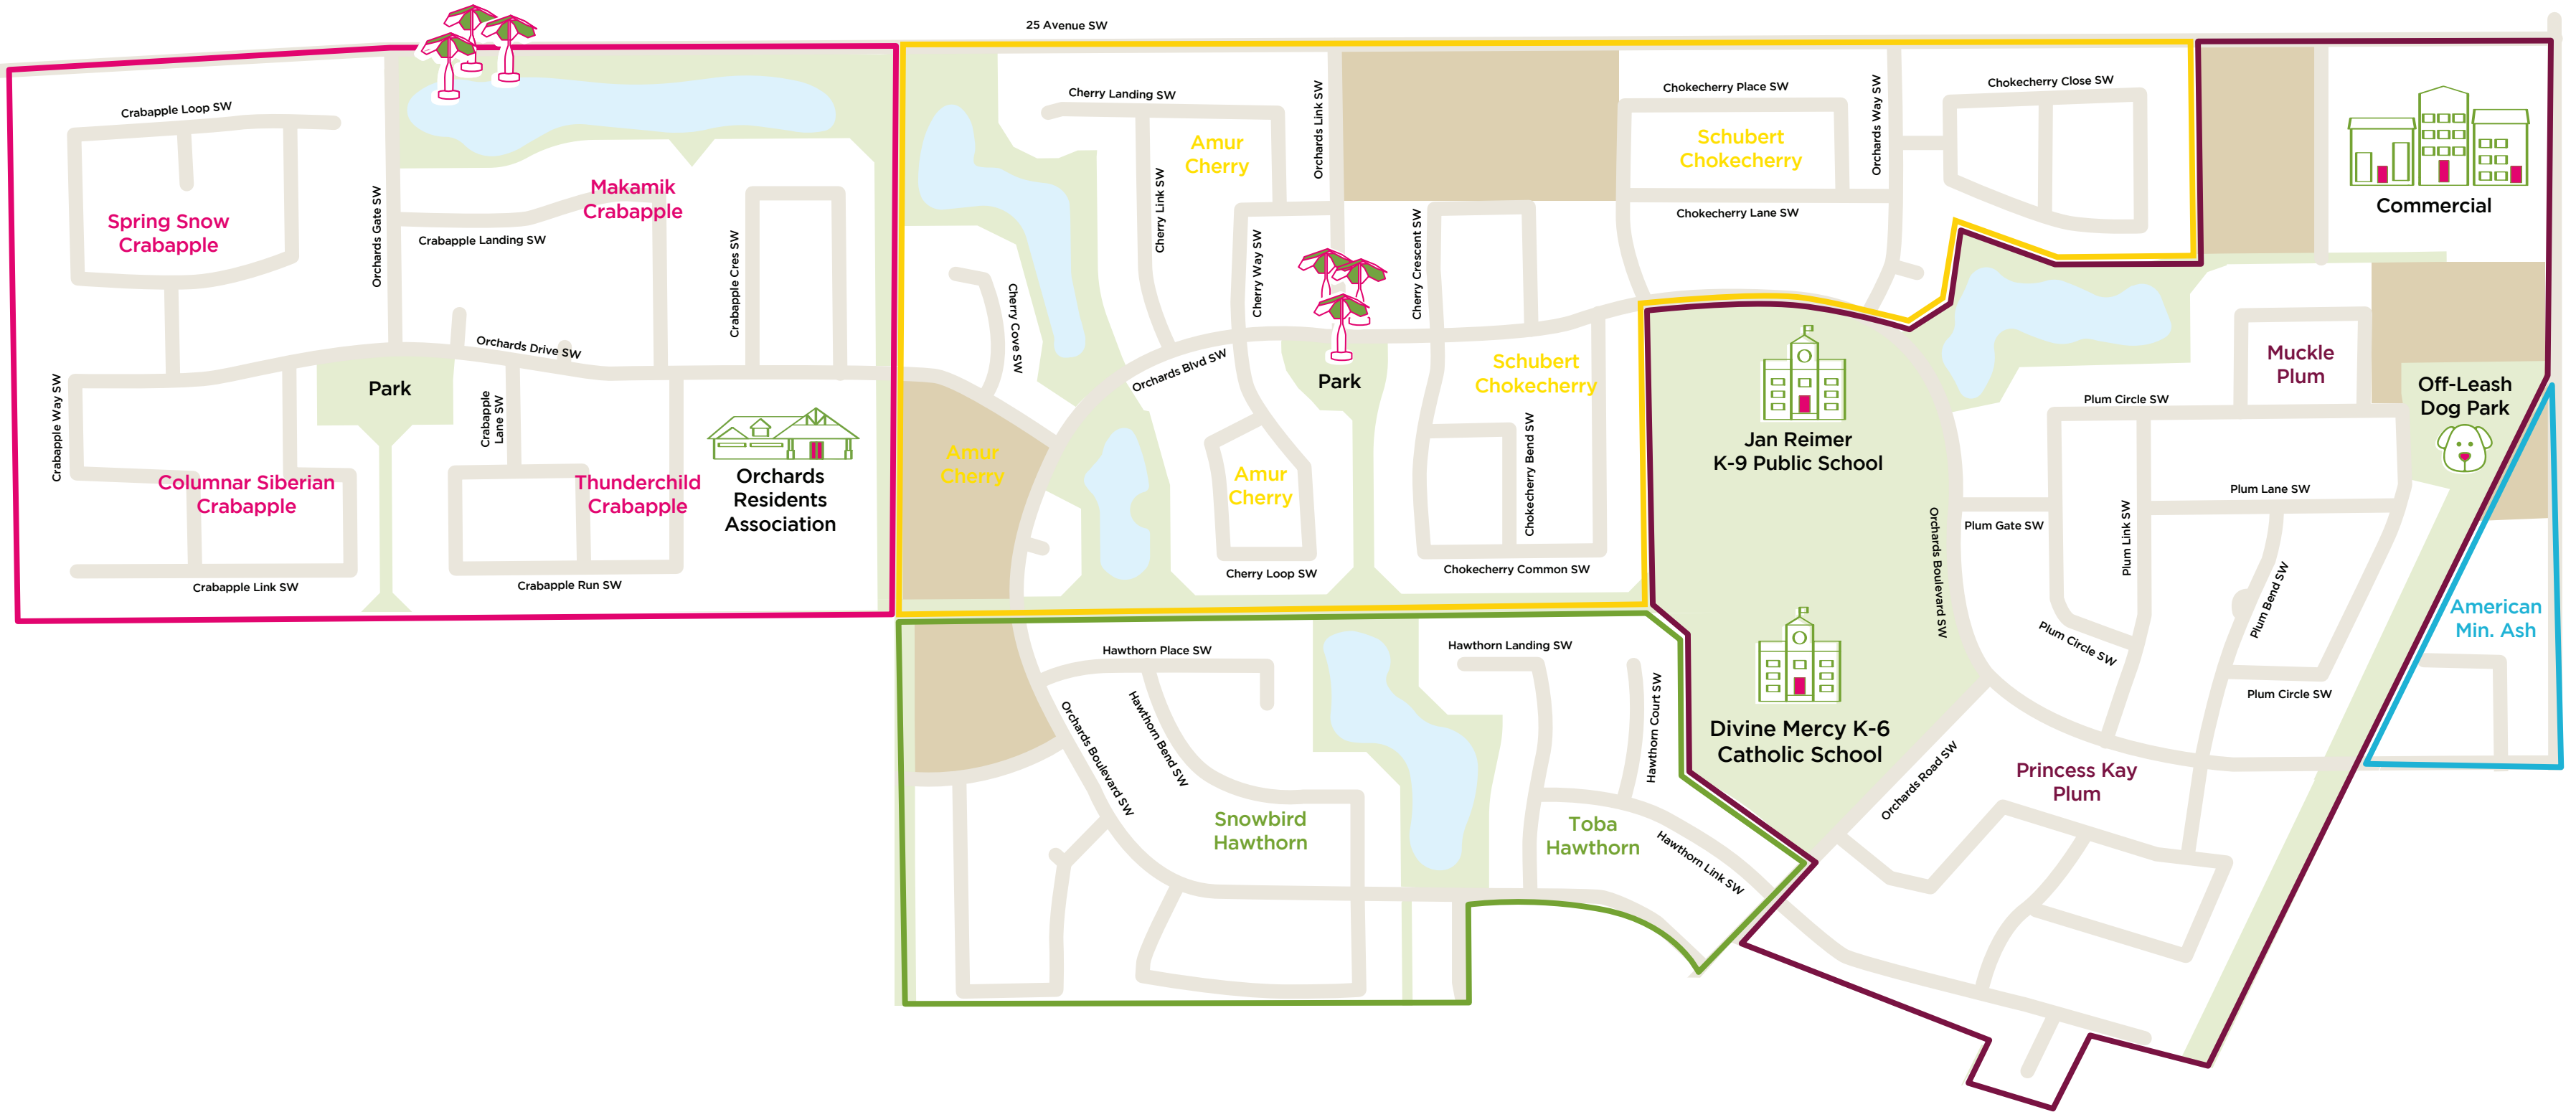 25 Avenue SW
Crabapple Loop SW
Spring Snow
Crabapple
Orchards Gate SW
Makamik
Crabapple
Crabapple Landing SW
Crabapple Cres SW
Orchards Drive SW
Park
Crabapple Way SW
Crabapple
Lane SW
Columnar Siberian
Crabapple
Thunderchild
Crabapple
Orchards
Residents
Association
Crabapple Link SW
Crabapple Run SW
Cherry Landing SW
Amur
Cherry
Cherry Link SW
Orchards Link SW
Cherry Way SW
Cherry Crescent SW
Cherry Cove SW
Orchards Blvd SW
Park
Amur
Cherry
Amur
Cherry
Cherry Loop SW
Chokecherry Place SW
Schubert
Chokecherry
Orchards Way SW
Chokecherry Close SW
Chokecherry Lane SW
Schubert
Chokecherry
Chokecherry Bend SW
Chokecherry Common SW
Commercial
Jan Reimer
K-9 Public School
Muckle
Plum
Off-Leash
Dog Park
Plum Circle SW
Plum Lane SW
Plum Gate SW
Plum Link SW
Orchards Boulevard SW
Plum Bend SW
Plum Circle SW
Plum Circle SW
American
Min. Ash
Divine Mercy K-6
Catholic School
Orchards Road SW
Princess Kay
Plum
Hawthorn Place SW
Hawthorn Landing SW
Hawthorn Court SW
Orchards Boulevard SW
Hawthorn Bend SW
Snowbird
Hawthorn
Toba
Hawthorn
Hawthorn Link SW